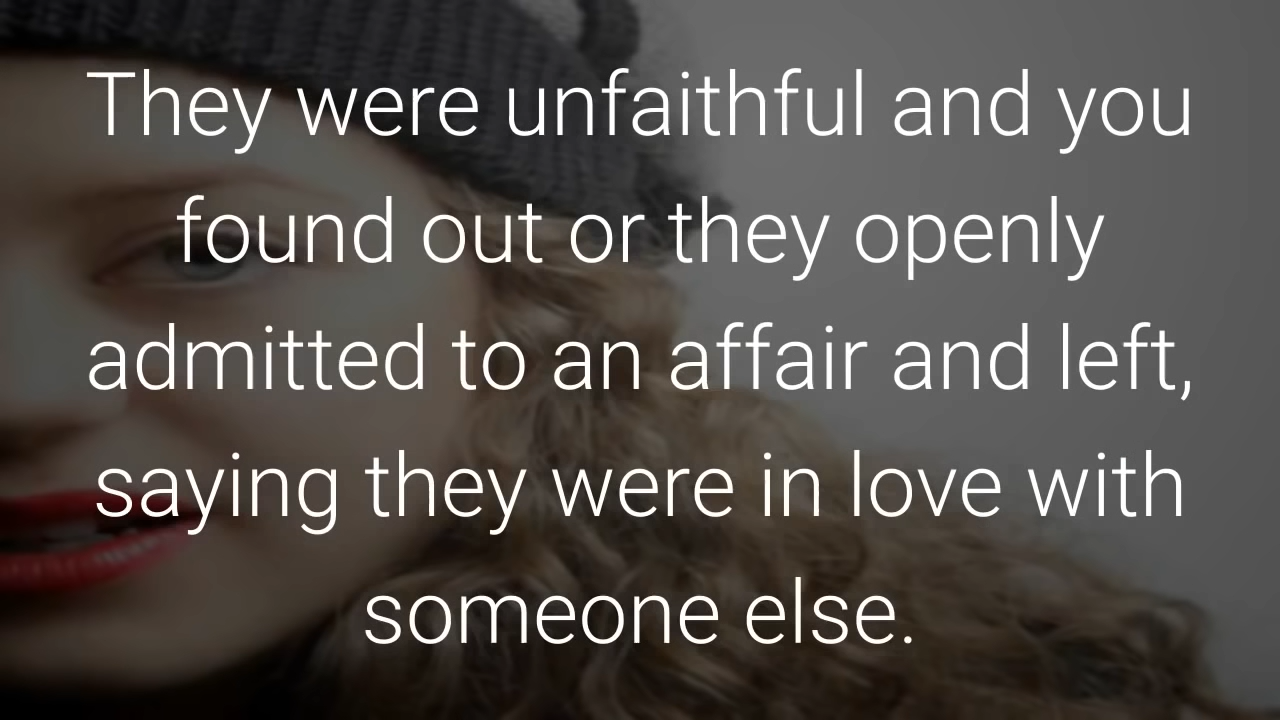 They were unfaithful and you
found out or they openly
admitted to an affair and left,
saying they were in love with
someone else.